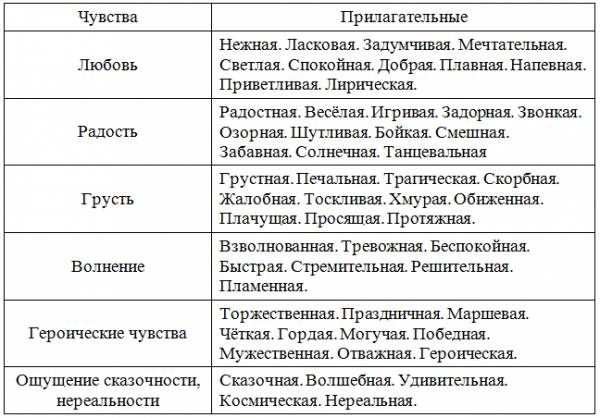 Чувства
Прилагательные
Любовь
Нежная. Ласковая. Задумчивая. Мечтательная.
Светлая. Спокойная. Добрая. Плавная. Напевная.
Приветливая. Лирическая.
Радость
Радостная. Весёлая. Игривая. Задорная. Звонкая.
Озорная. Шутливая. Бойкая. Смешная.
Забавная. Солнечная. Танцевальная
Грусть
Грустная. Печальная. Трагическая. Скорбная.
Жалобная. Тоскливая. Хмурая. Обиженная.
Плачущая. Просящая. Протяжная.
Волнение
Взволнованная. Тревожная. Беспокойная.
Быстрая. Стремительная. Решительная.
Пламенная.
Героические чувства
Торжественная. Праздничная. Маршевая.
Чёткая. Гордая. Могучая. Победная.
Мужественная. Отважная. Героическая.
Ощущение сказочности,
нереальности
Сказочная. Волшебная. Удивительная.
Космическая. Нереальная.